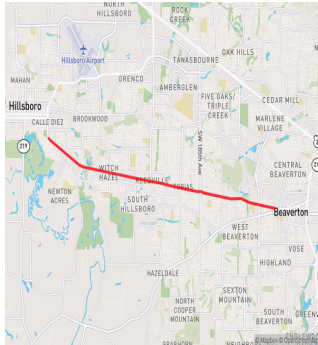 NORTH
HILLSBORO
ROCK
CREEK
Hillsboro Airport
OAK HILLS
TANASBOURNE
MAHAN
ORENCO
AMBERGLEN
FIVE OAKS/
TRIPLE
CREEK
CEDAR MILL
Hillsboro
CALLE DIEZ
BROOKWOOD
MARLENE
VILLAGE
219
SW 185th Ave
WITCH
HAZEL
CENTRAL
BEAVERTON
REEDVILLE
NEWTON
ACRES
SOUTH
HILLSBORO
Beaverton
WEST
BEAVERTON
VOSE
HIGHLAND
HAZELDALE
SEXTON
MOUNTAIN
NORTH
COOPER
MOUNTAIN
SOUTH
BEAVERTON
© Mapbox © OpenStreetMap